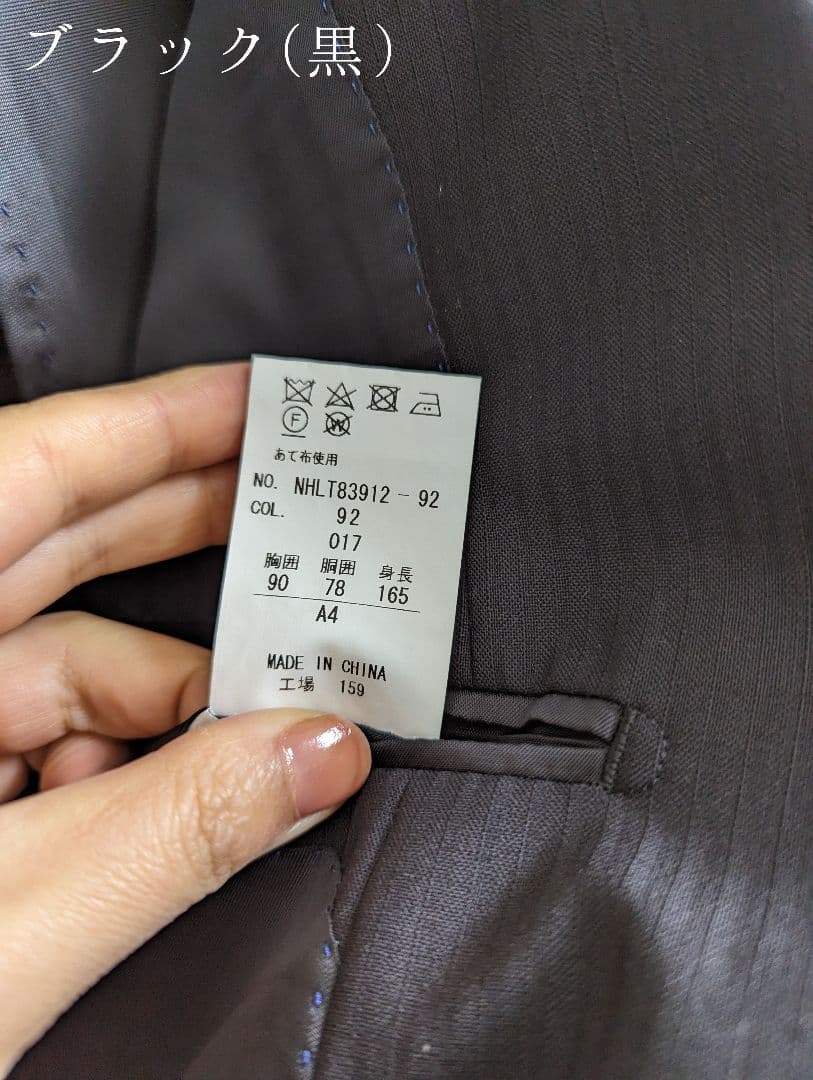 ブラック(黒)
F W
あて布使用
NO. NHLT83912-92
COL. 92
017
胸囲 胴囲 身長
90 78 165
A4
MADE IN CHINA
工場 159